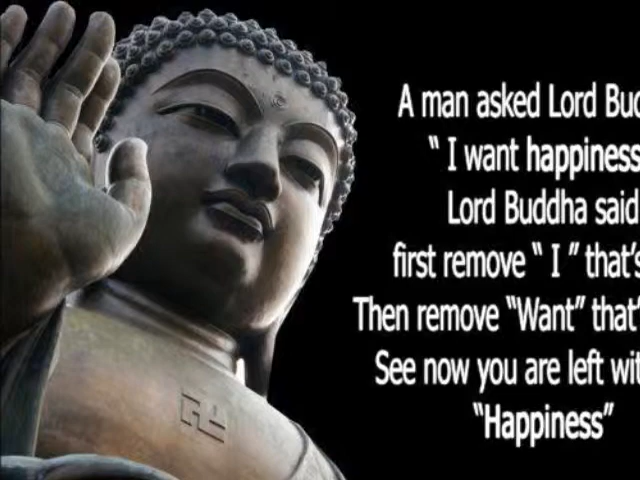 A man asked Lord Bud
“ I want happiness
Lord Buddha said
first remove “ I ” that’s
Then remove “Want” that’
See now you are left wit
“Happiness”